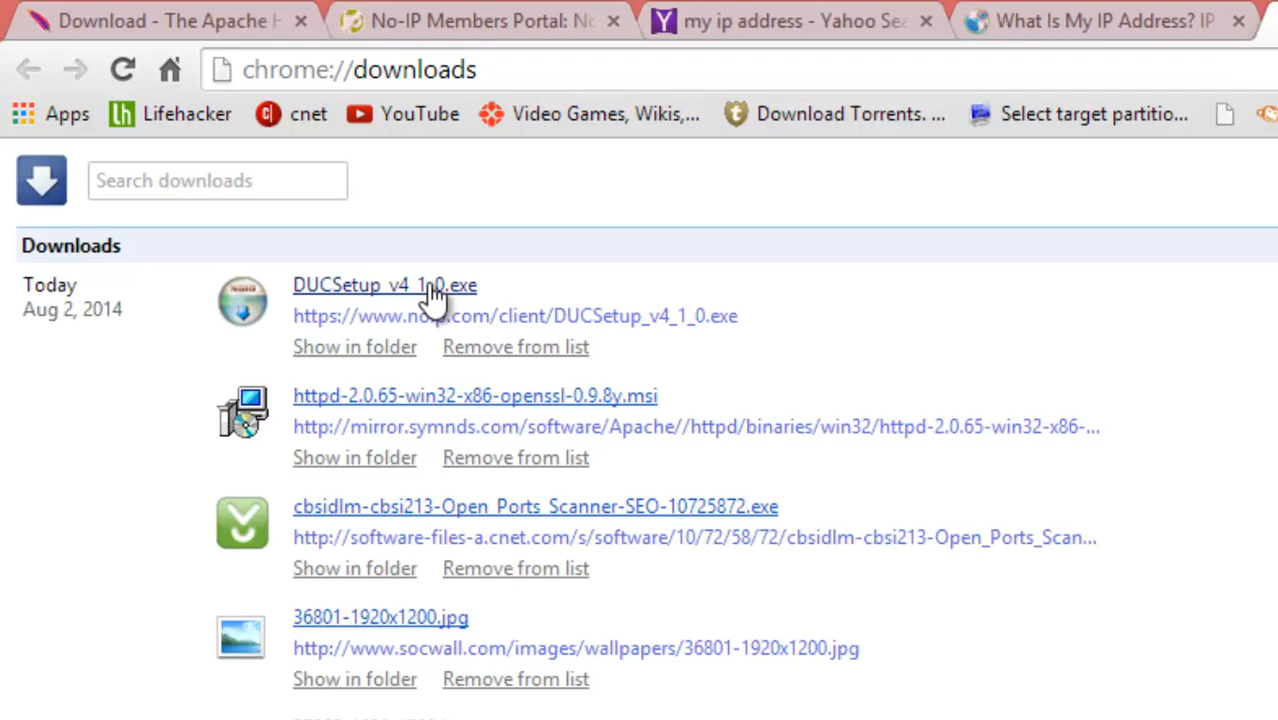 Download - The Apache H
No-IP Members Portal: No
my ip address - Yahoo Sea
What Is My IP Address? IP
chrome://downloads
Apps
lh Lifehacker
cnet
YouTube
Video Games, Wikis,...
Download Torrents. ...
Select target partitio...
Search downloads
Downloads
Today
Aug 2, 2014
DUCSetup_v4_1_0.exe
https://www.noip.com/client/DUCSetup_v4_1_0.exe
Show in folder Remove from list
httpd-2.0.65-win32-x86-openssl-0.9.8y.msi
http://mirror.symnds.com/software/Apache//httpd/binaries/win32/httpd-2.0.65-win32-x86-...
Show in folder Remove from list
cbsidlm-cbsi213-Open_Ports_Scanner-SEO-10725872.exe
http://software-files-a.cnet.com/s/software/10/72/58/72/cbsidlm-cbsi213-Open_Ports_Scan...
Show in folder Remove from list
36801-1920x1200.jpg
http://www.socwall.com/images/wallpapers/36801-1920x1200.jpg
Show in folder Remove from list